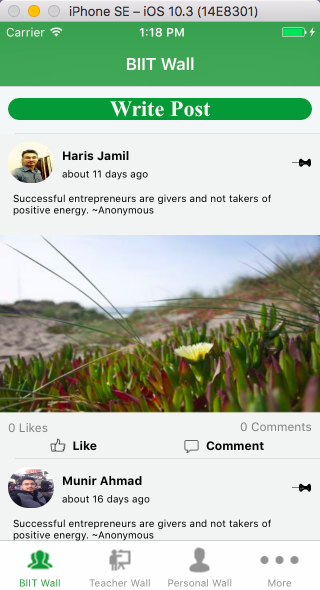 iPhone SE – iOS 10.3 (14E8301)
Carrier 1:18 PM
BIIT Wall
Write Post
Haris Jamil
about 11 days ago
Successful entrepreneurs are givers and not takers of
positive energy. ~Anonymous
0 Likes 0 Comments
Like Comment
Munir Ahmad
about 16 days ago
Successful entrepreneurs are givers and not takers of
positive energy. ~Anonymous
BIIT Wall Teacher Wall Personal Wall More